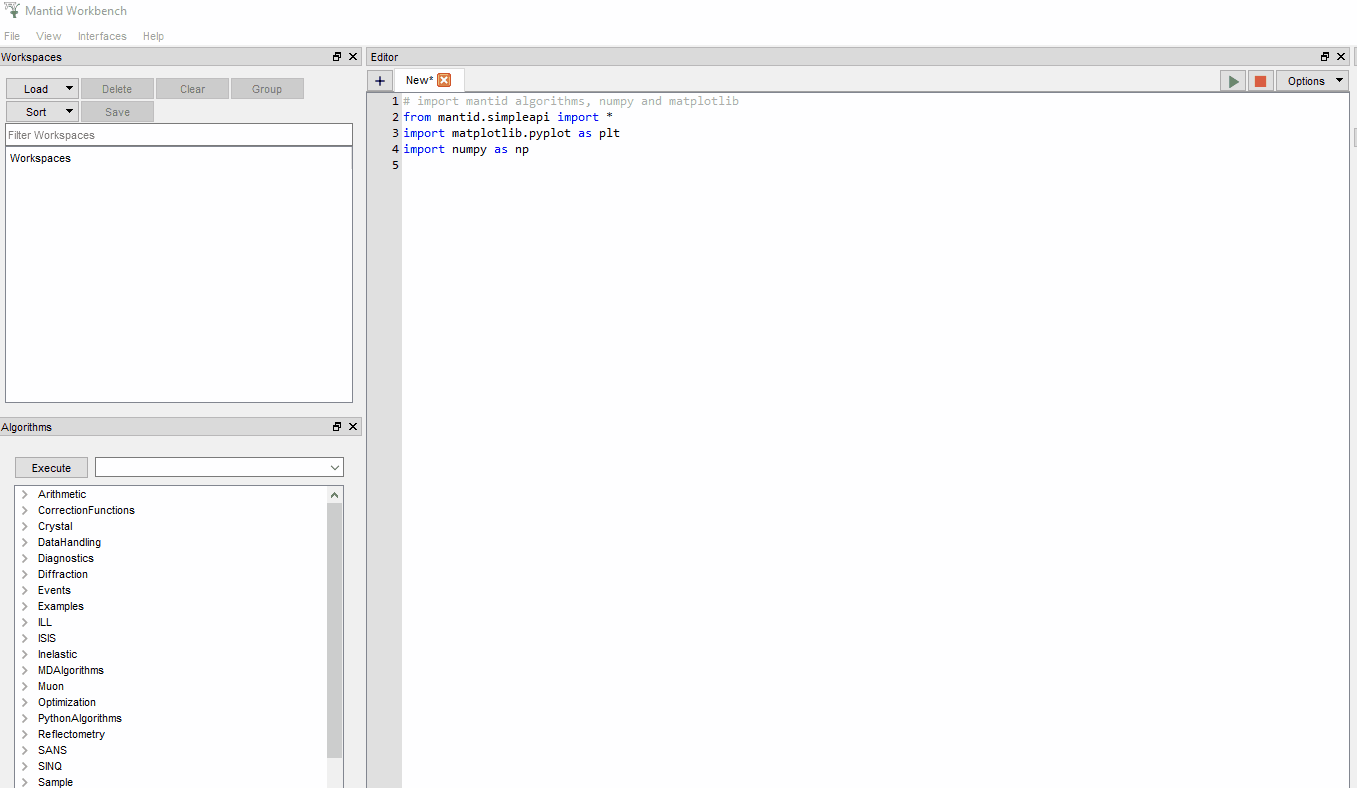 Mantid Workbench
File View Interfaces Help
Workspaces
Load Delete Clear Group
Sort Save
Filter Workspaces
Workspaces
Algorithms
Execute
Arithmetic
CorrectionFunctions
Crystal
DataHandling
Diagnostics
Diffraction
Events
Examples
ILL
ISIS
Inelastic
MDAlgorithms
Muon
Optimization
PythonAlgorithms
Reflectometry
SANS
SINQ
Sample
Editor
+ New* Options
1 # import mantid algorithms, numpy and matplotlib
2 from mantid.simpleapi import *
3 import matplotlib.pyplot as plt
4 import numpy as np
5